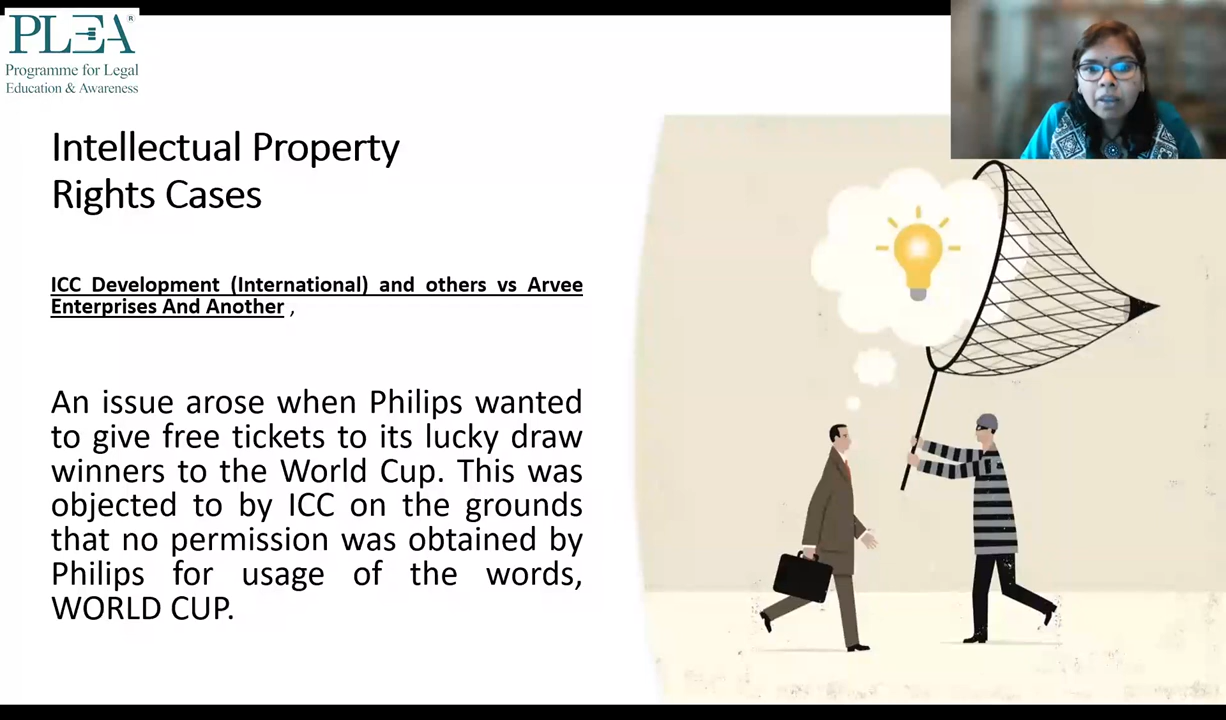 PLEA®
Programme for Legal
Education & Awareness
Intellectual Property
Rights Cases
ICC Development (International) and others vs Arvee
Enterprises And Another ,
An issue arose when Philips wanted
to give free tickets to its lucky draw
winners to the World Cup. This was
objected to by ICC on the grounds
that no permission was obtained by
Philips for usage of the words,
WORLD CUP.